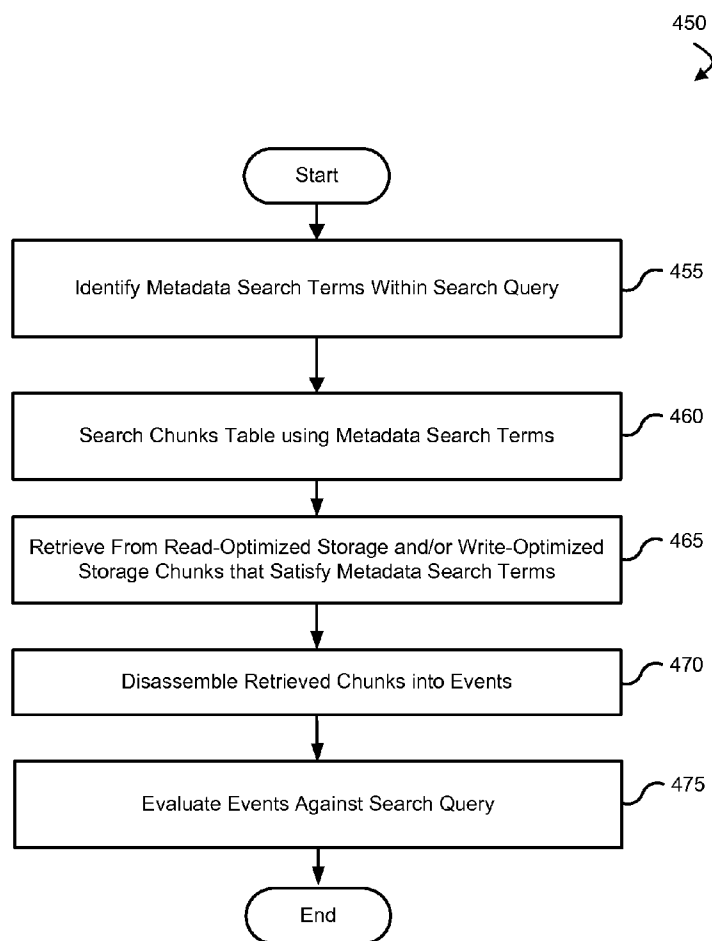 450
Start
Identify Metadata Search Terms Within Search Query
455
Search Chunks Table using Metadata Search Terms
460
Retrieve From Read-Optimized Storage and/or Write-Optimized
Storage Chunks that Satisfy Metadata Search Terms
465
Disassemble Retrieved Chunks into Events
470
Evaluate Events Against Search Query
475
End